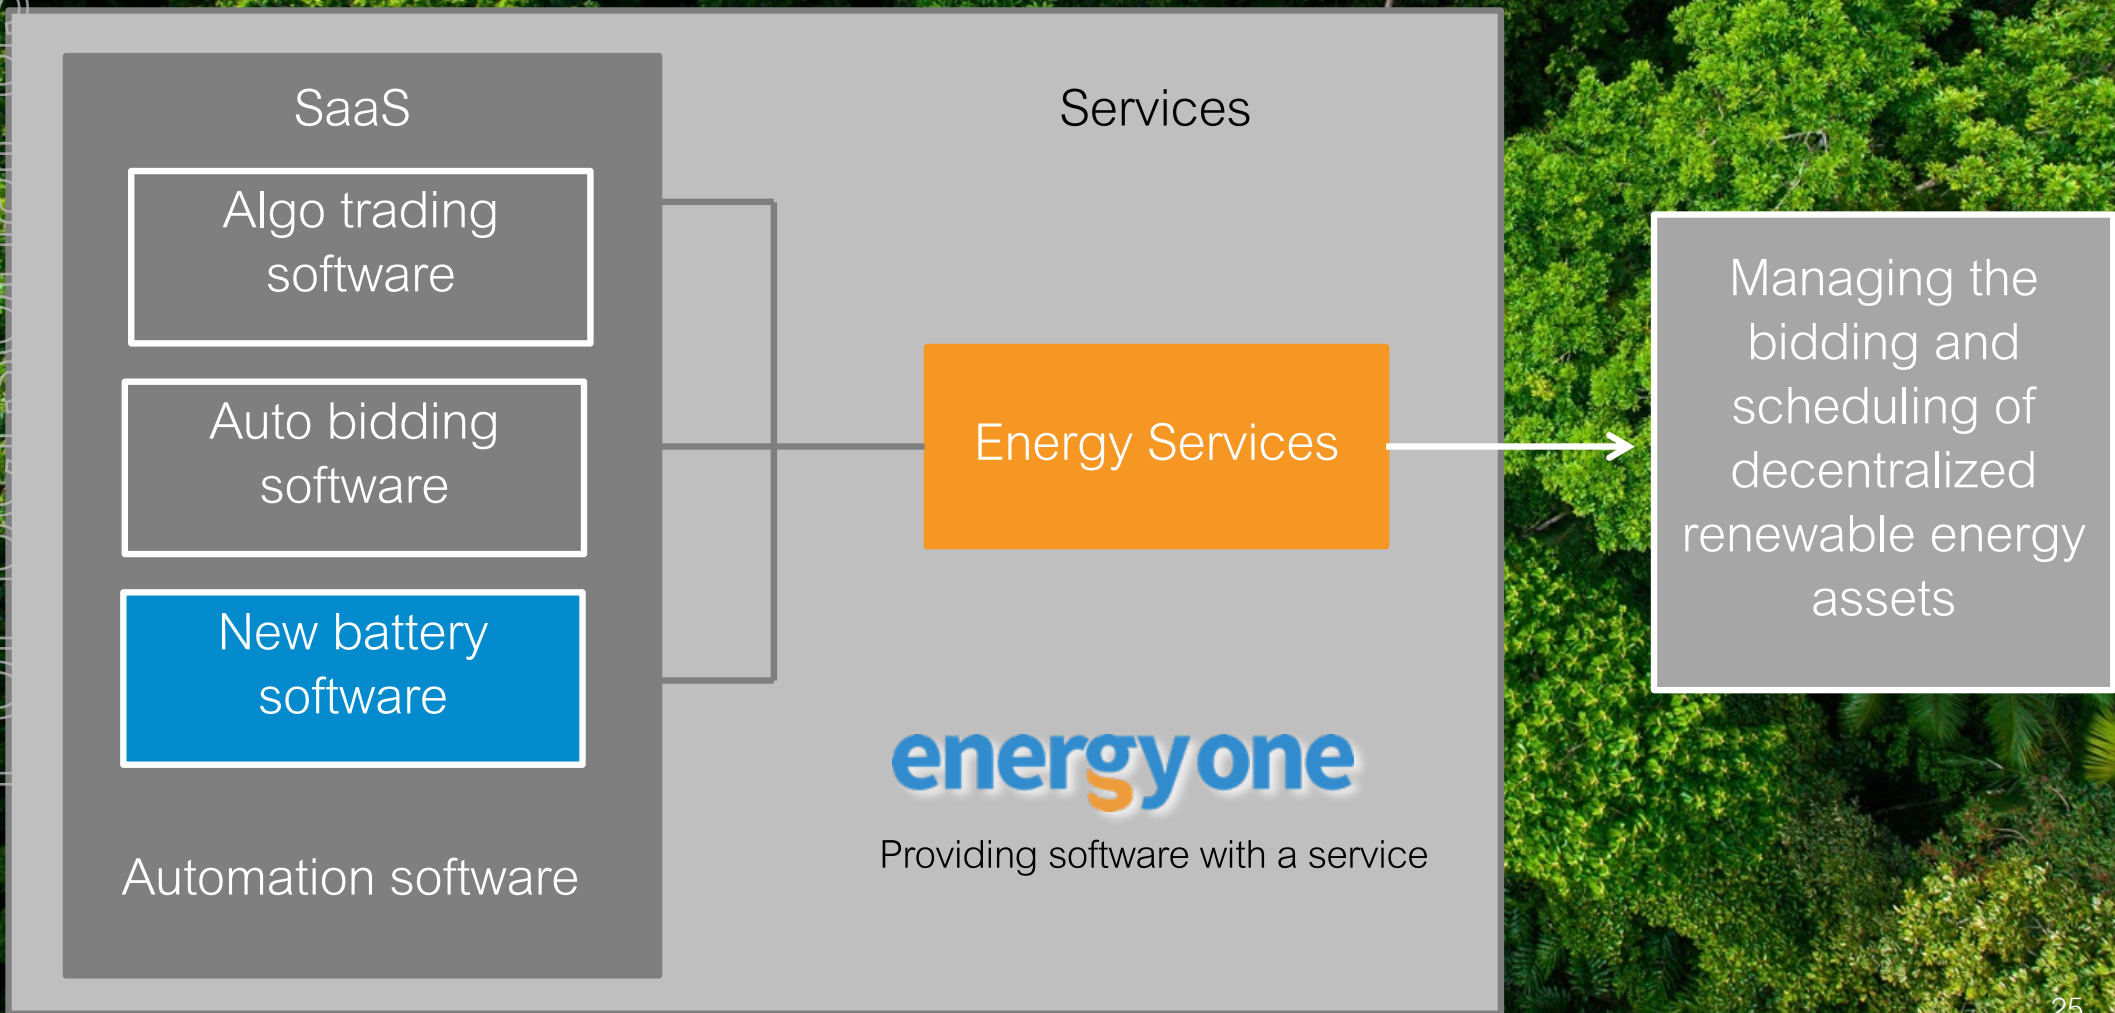 SaaS
Services
Algo trading
software
Auto bidding
software
New battery
software
Automation software
Energy Services
energyone
Providing software with a service
Managing the
bidding and
scheduling of
decentralized
renewable energy
assets
25